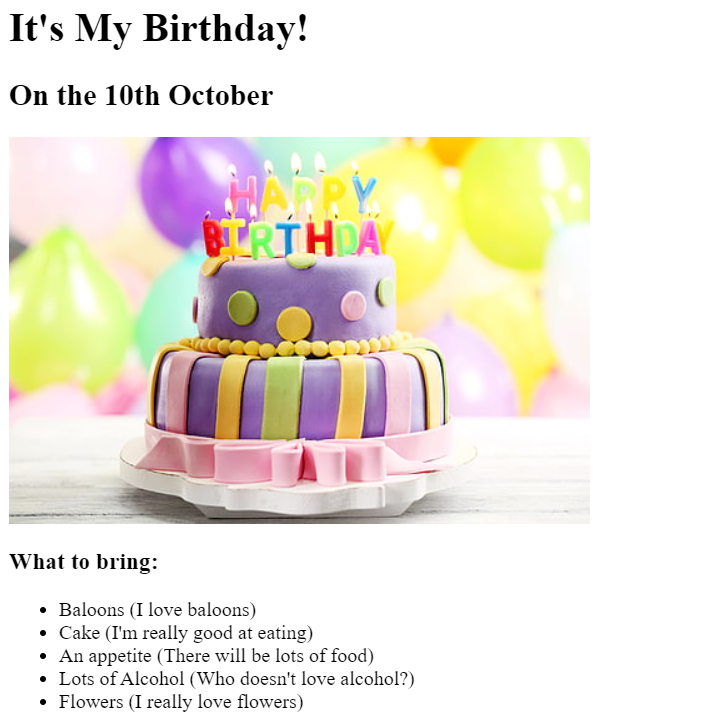 It's My Birthday!
On the 10th October
HAPPY
BIRTHDAY
What to bring:
Baloons (I love baloons)
Cake (I'm really good at eating)
An appetite (There will be lots of food)
Lots of Alcohol (Who doesn't love alcohol?)
Flowers (I really love flowers)